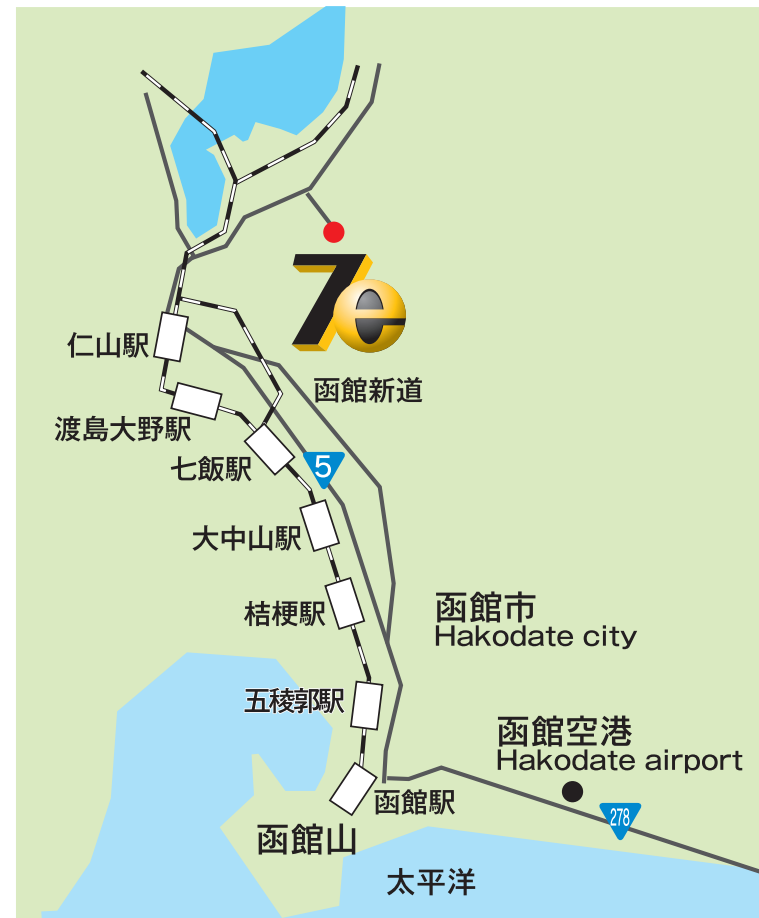 7e
仁山駅
函館新道
渡島大野駅
七飯駅
5
大中山駅
桔梗駅
函館市
Hakodate city
五稜郭駅
函館空港
Hakodate airport
函館駅
278
函館山
太平洋